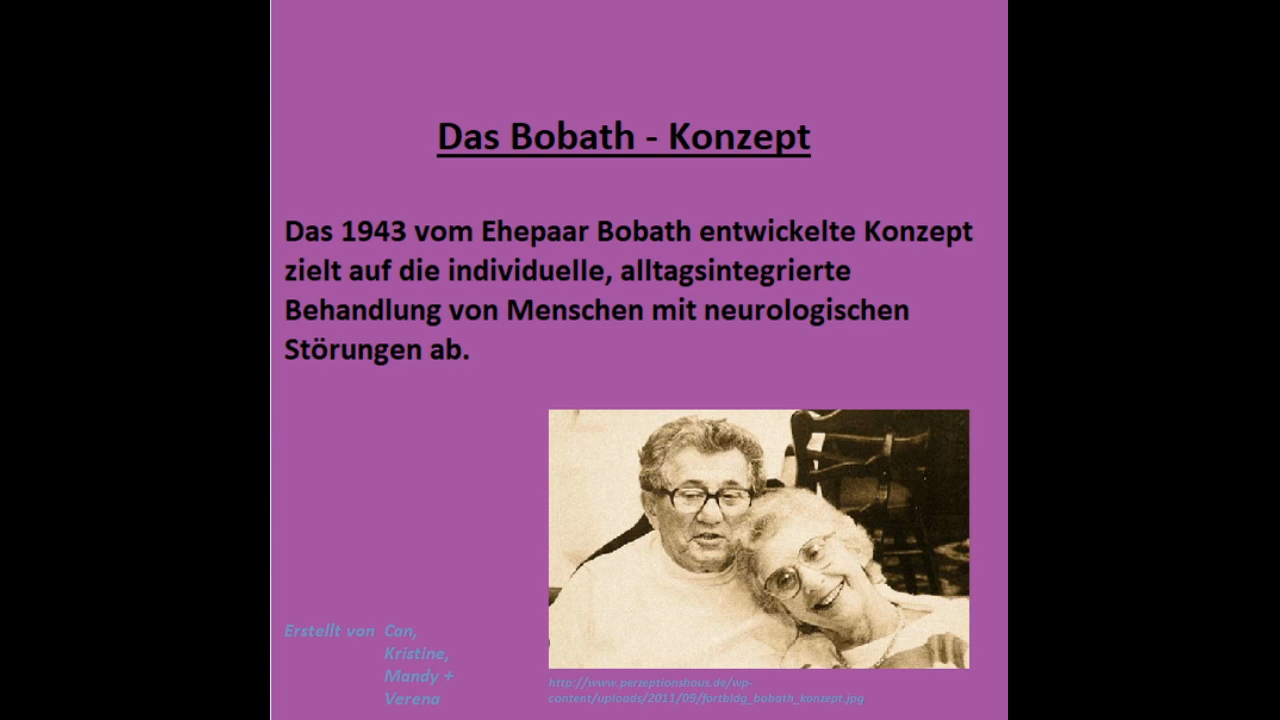 Das Bobath - Konzept
Das 1943 vom Ehepaar Bobath entwickelte Konzept
zielt auf die individuelle, alltagsintegrierte
Behandlung von Menschen mit neurologischen
Störungen ab.
Erstellt von Can,
Kristine,
Mandy +
Verena
http://www.perzeptionshaus.de/wp-
content/uploads/2011/09/fortbldg_bobath_konzept.jpg